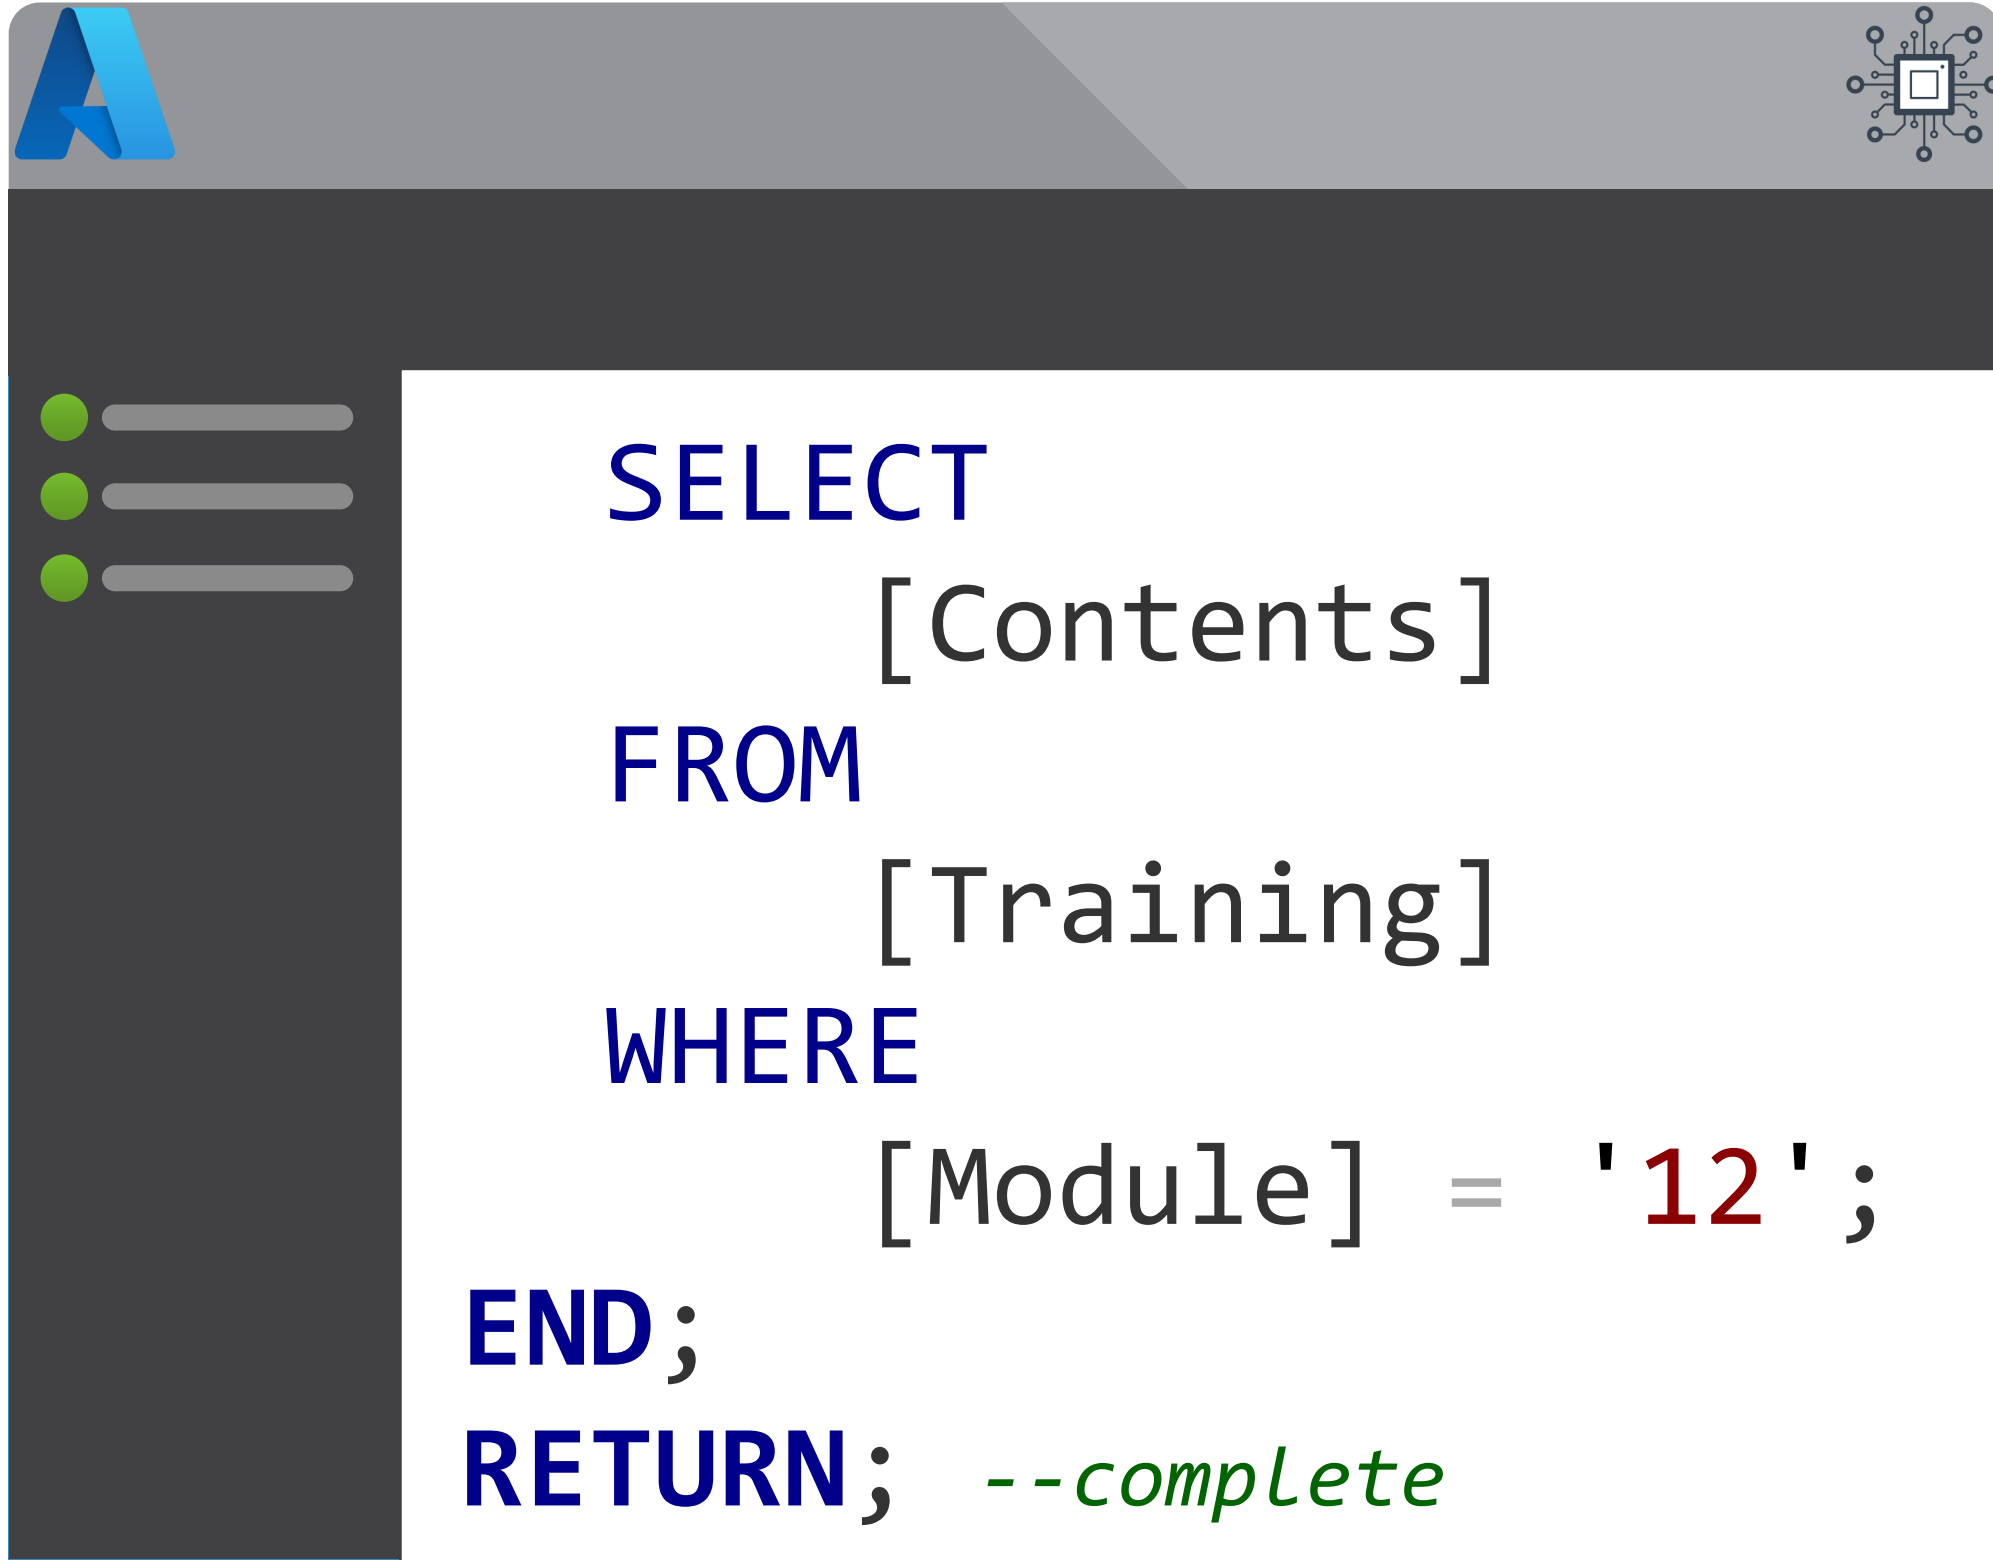 SELECT
[Contents]
FROM
[Training]
WHERE
[Module] = '12';
END;
RETURN; --complete